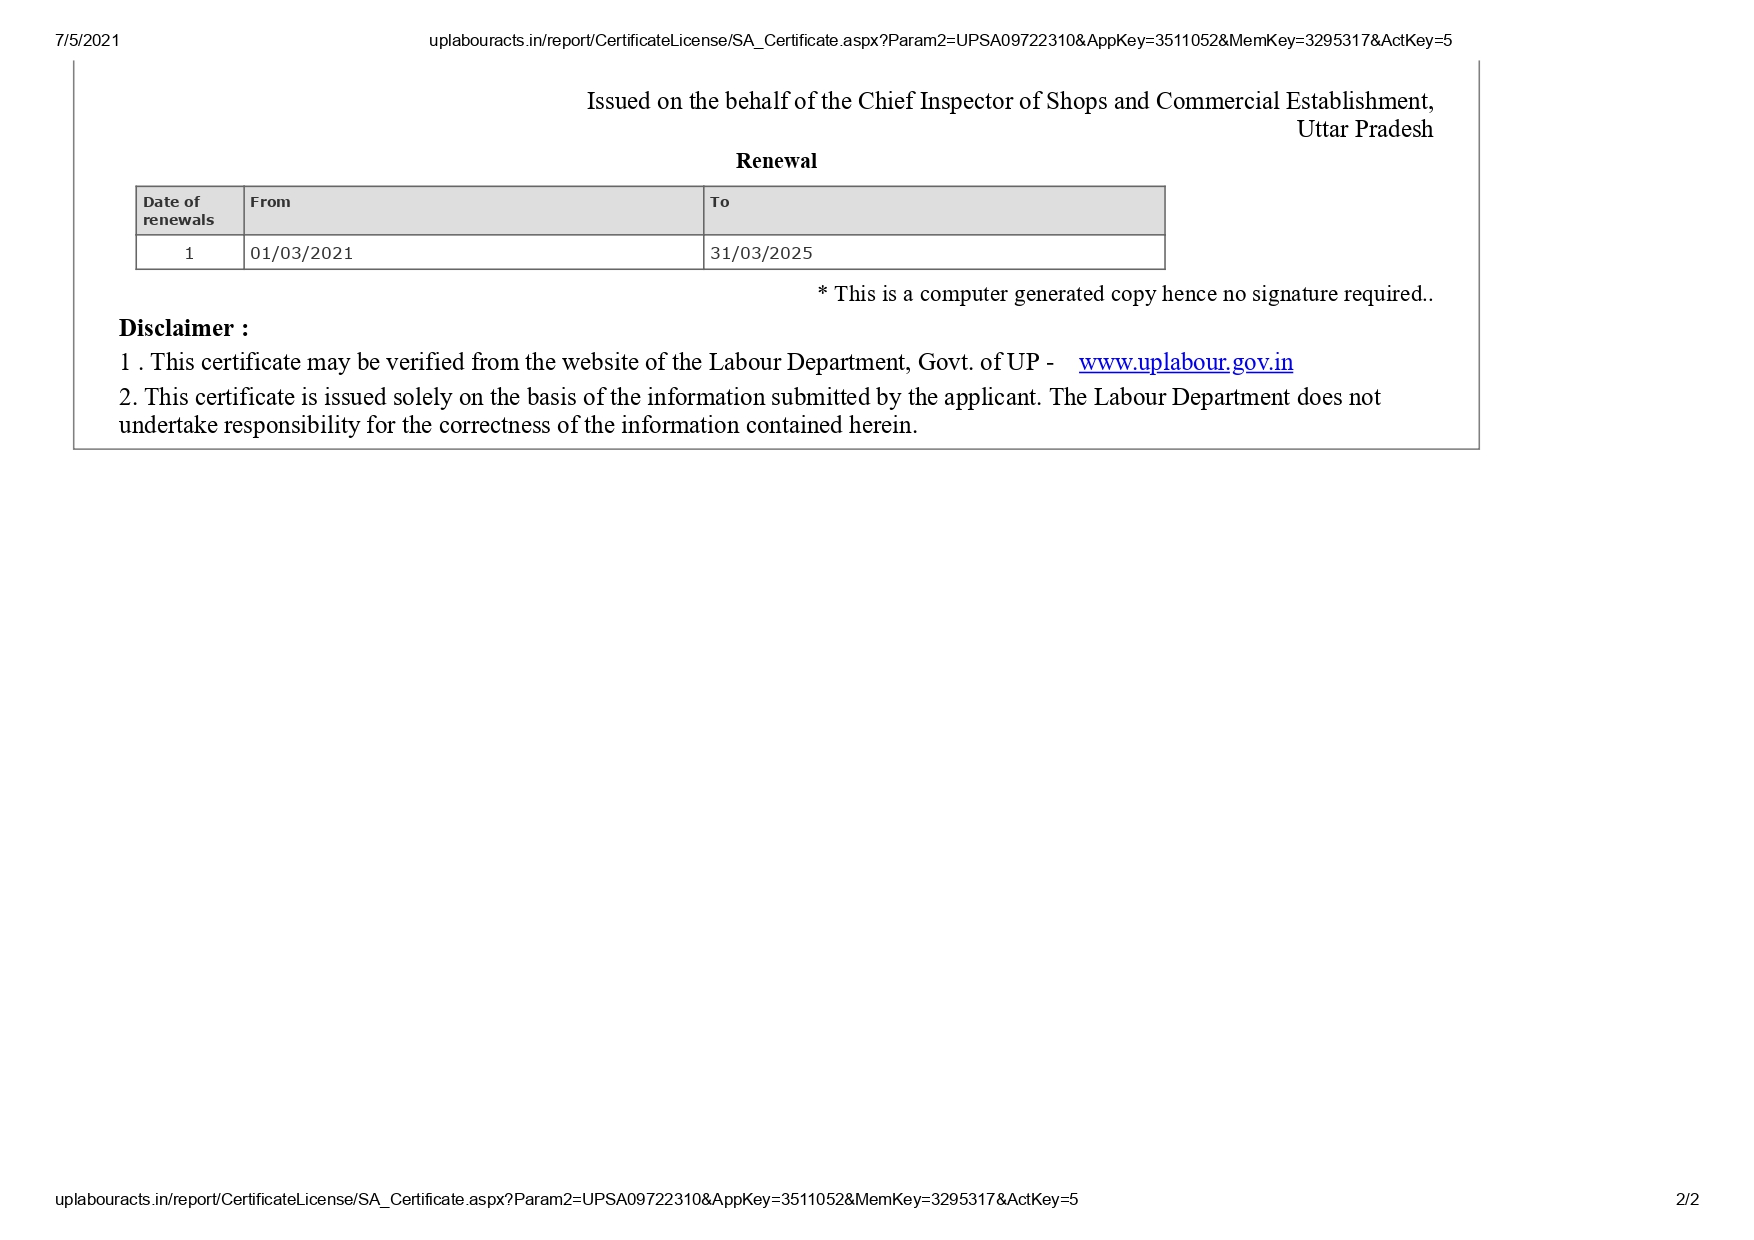 7/5/2021 uplabouracts.in/report/CertificateLicense/SA_Certificate.aspx?Param2=UPSA09722310&AppKey=3511052&MemKey=3295317&ActKey=5
Issued on the behalf of the Chief Inspector of Shops and Commercial Establishment,
Uttar Pradesh
Renewal
Date of renewals From To
1 01/03/2021 31/03/2025
* This is a computer generated copy hence no signature required..
Disclaimer :
1 . This certificate may be verified from the website of the Labour Department, Govt. of UP - www.uplabour.gov.in
2. This certificate is issued solely on the basis of the information submitted by the applicant. The Labour Department does not
undertake responsibility for the correctness of the information contained herein.
uplabouracts.in/report/CertificateLicense/SA_Certificate.aspx?Param2=UPSA09722310&AppKey=3511052&MemKey=3295317&ActKey=5 2/2